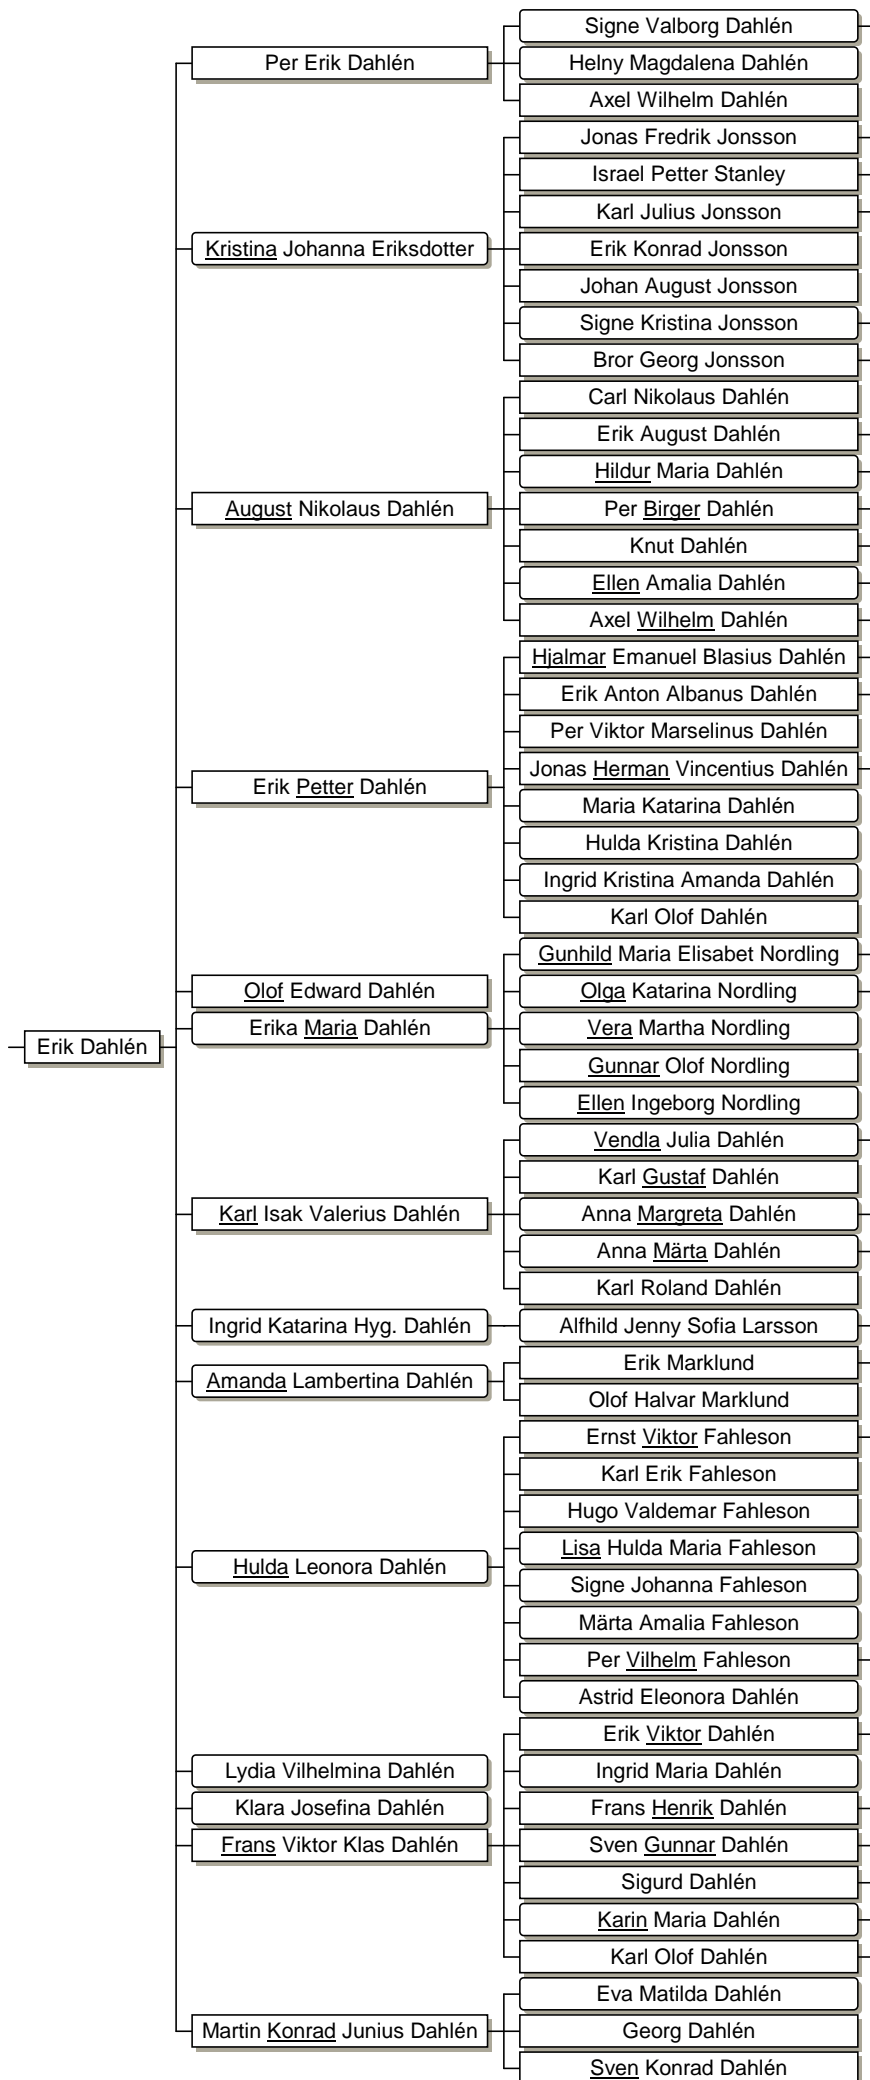 Signe Valborg Dahlén
Per Erik Dahlén
Helny Magdalena Dahlén
Axel Wilhelm Dahlén
Jonas Fredrik Jonsson
Israel Petter Stanley
Karl Julius Jonsson
Kristina Johanna Eriksdotter
Erik Konrad Jonsson
Johan August Jonsson
Signe Kristina Jonsson
Bror Georg Jonsson
Carl Nikolaus Dahlén
Erik August Dahlén
Hildur Maria Dahlén
August Nikolaus Dahlén
Per Birger Dahlén
Knut Dahlén
Ellen Amalia Dahlén
Axel Wilhelm Dahlén
Hjalmar Emanuel Blasius Dahlén
Erik Anton Albanus Dahlén
Per Viktor Marselinus Dahlén
Jonas Herman Vincentius Dahlén
Erik Petter Dahlén
Maria Katarina Dahlén
Hulda Kristina Dahlén
Ingrid Kristina Amanda Dahlén
Karl Olof Dahlén
Gunhild Maria Elisabet Nordling
Olof Edward Dahlén
Olga Katarina Nordling
Erika Maria Dahlén
Vera Martha Nordling
Erik Dahlén
Gunnar Olof Nordling
Ellen Ingeborg Nordling
Vendla Julia Dahlén
Karl Gustaf Dahlén
Karl Isak Valerius Dahlén
Anna Margreta Dahlén
Anna Märta Dahlén
Karl Roland Dahlén
Ingrid Katarina Hyg. Dahlén
Alfhild Jenny Sofia Larsson
Erik Marklund
Amanda Lambertina Dahlén
Olof Halvar Marklund
Ernst Viktor Fahleson
Karl Erik Fahleson
Hugo Valdemar Fahleson
Lisa Hulda Maria Fahleson
Hulda Leonora Dahlén
Signe Johanna Fahleson
Märta Amalia Fahleson
Per Vilhelm Fahleson
Astrid Eleonora Dahlén
Erik Viktor Dahlén
Lydia Vilhelmina Dahlén
Ingrid Maria Dahlén
Klara Josefina Dahlén
Frans Henrik Dahlén
Frans Viktor Klas Dahlén
Sven Gunnar Dahlén
Sigurd Dahlén
Karin Maria Dahlén
Karl Olof Dahlén
Eva Matilda Dahlén
Martin Konrad Junius Dahlén
Georg Dahlén
Sven Konrad Dahlén